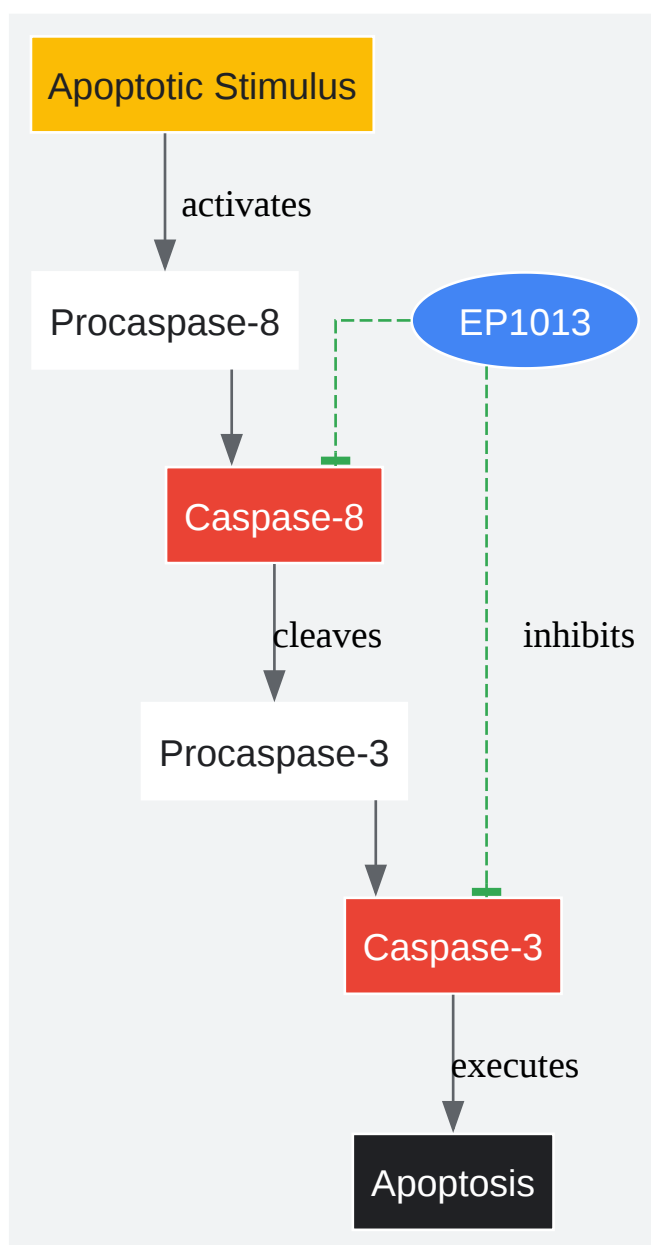 Apoptotic Stimulus
activates
Procaspase-8
EP1013
Caspase-8
cleaves
inhibits
Procaspase-3
Caspase-3
executes
Apoptosis